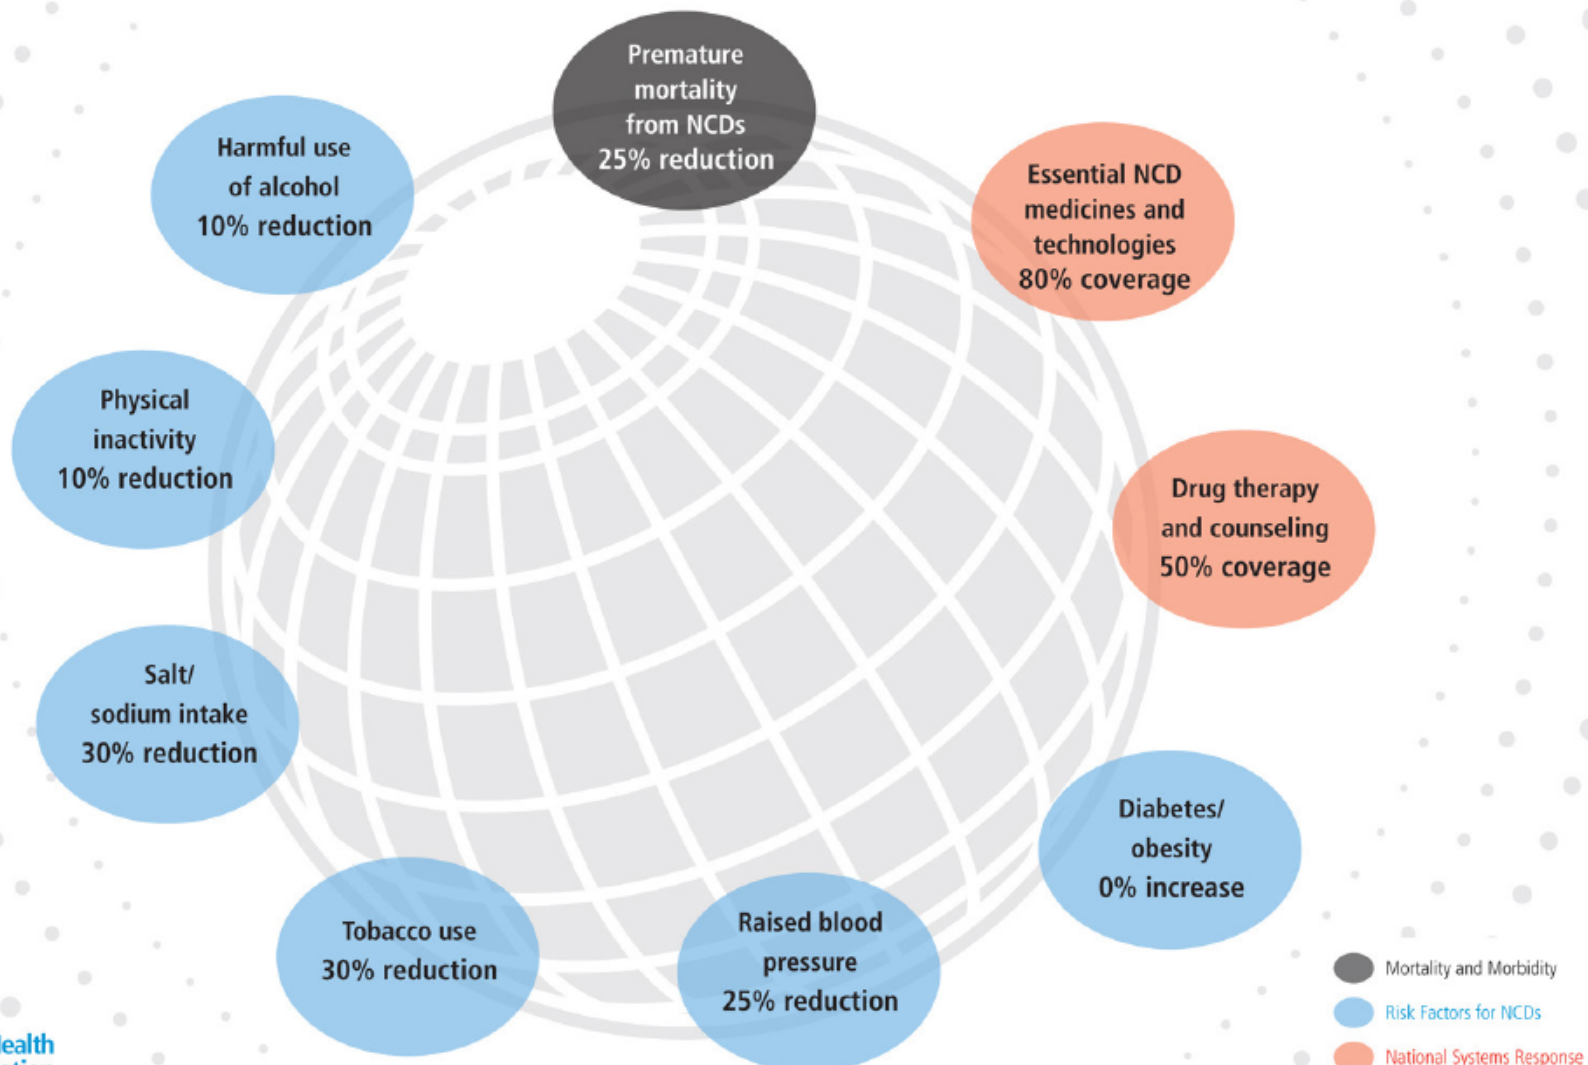 Premature
mortality
from NCDs
25% reduction
Harmful use
of alcohol
10% reduction
Essential NCD
medicines and
technologies
80% coverage
Physical
inactivity
10% reduction
Drug therapy
and counseling
50% coverage
Salt/
sodium intake
30% reduction
Diabetes/
obesity
0% increase
Tobacco use
30% reduction
Raised blood
pressure
25% reduction
Mortality and Morbidity
Risk Factors for NCDs
National Systems Response